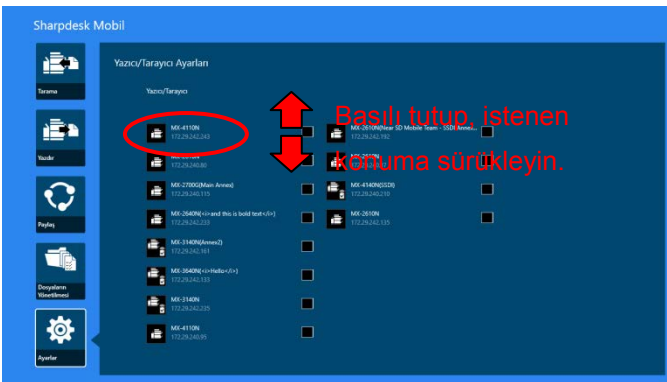 Sharpdesk Mobil
Tarama
Yazdır
Paylaş
Dosyaların
Yönetilmesi
Ayarlar
Yazıcı/Tarayıcı Ayarları
Yazıcı/Tarayıcı
MX-4110N
172.29.242.243
172.29.240.80
MX-2700G(Main Annex)
172.29.240.115
MX-2640N(<i>and this is bold text</i>)
172.29.242.233
MX-3140N(Annex2)
172.29.242.161
MX-3640N(<i>Hello</i>)
172.29.242.133
MX-3140N
172.29.242.235
MX-4110N
172.29.240.95
MX-2610N(Near SD Mobile Team - SSDI Annex...
172.29.242.192
MX-4140N(SSDI)
172.29.240.210
MX-2610N
172.29.242.135
Basılı tutup, istenen
konuma sürükleyin.